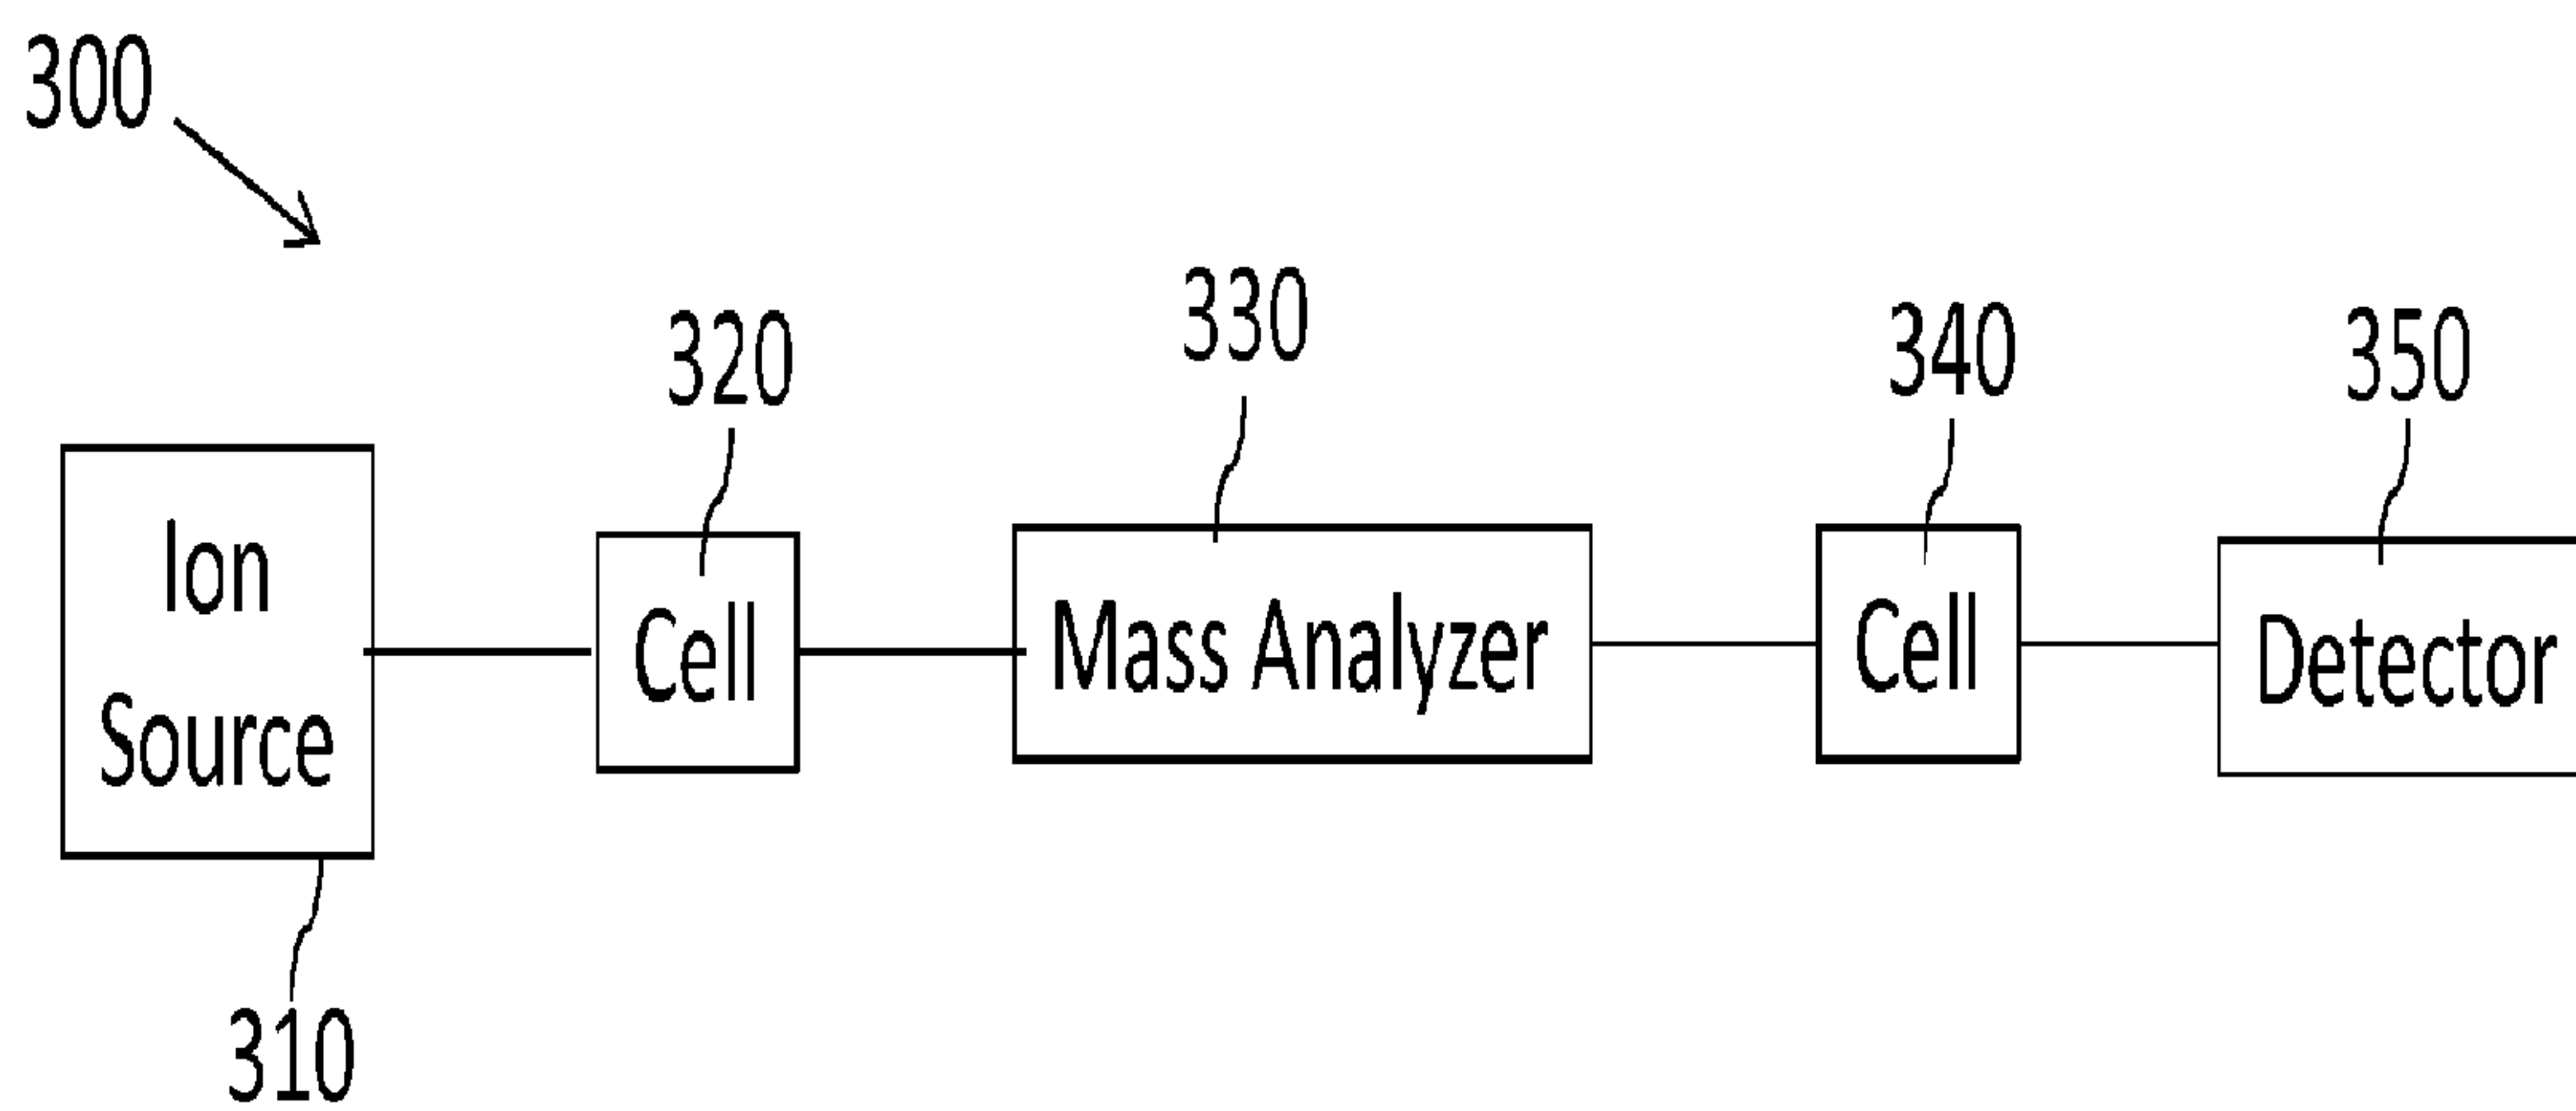 300
320
330
340
350
Ion
Source
Cell
Mass Analyzer
Cell
Detector
310